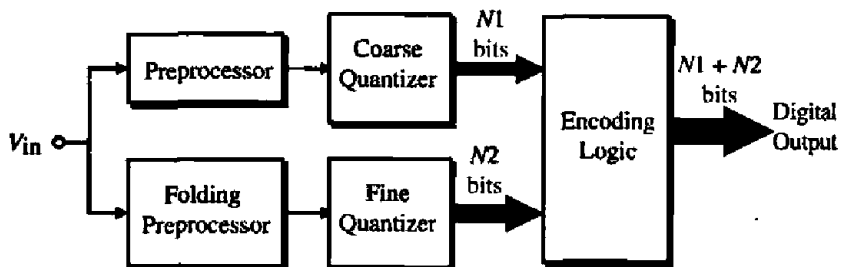 Vin
Preprocessor
Coarse
Quantizer
N1
bits
Folding
Preprocessor
Fine
Quantizer
N2
bits
Encoding
Logic
N1 + N2
bits
Digital
Output